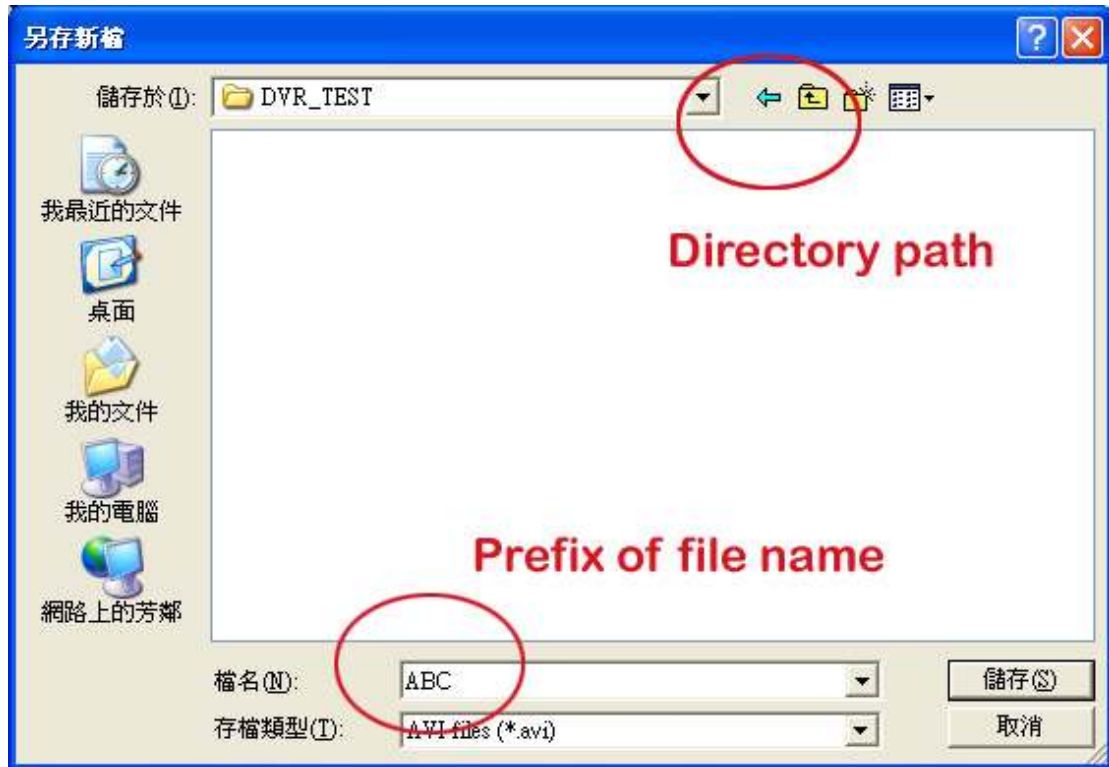 另存新檔
儲存於(I):
DVR_TEST
我最近的文件
Directory path
桌面
我的文件
我的電腦
Prefix of file name
網路上的芳鄰
檔名(N):
ABC
儲存(S)
存檔類型(T):
AVI files (*.avi)
取消